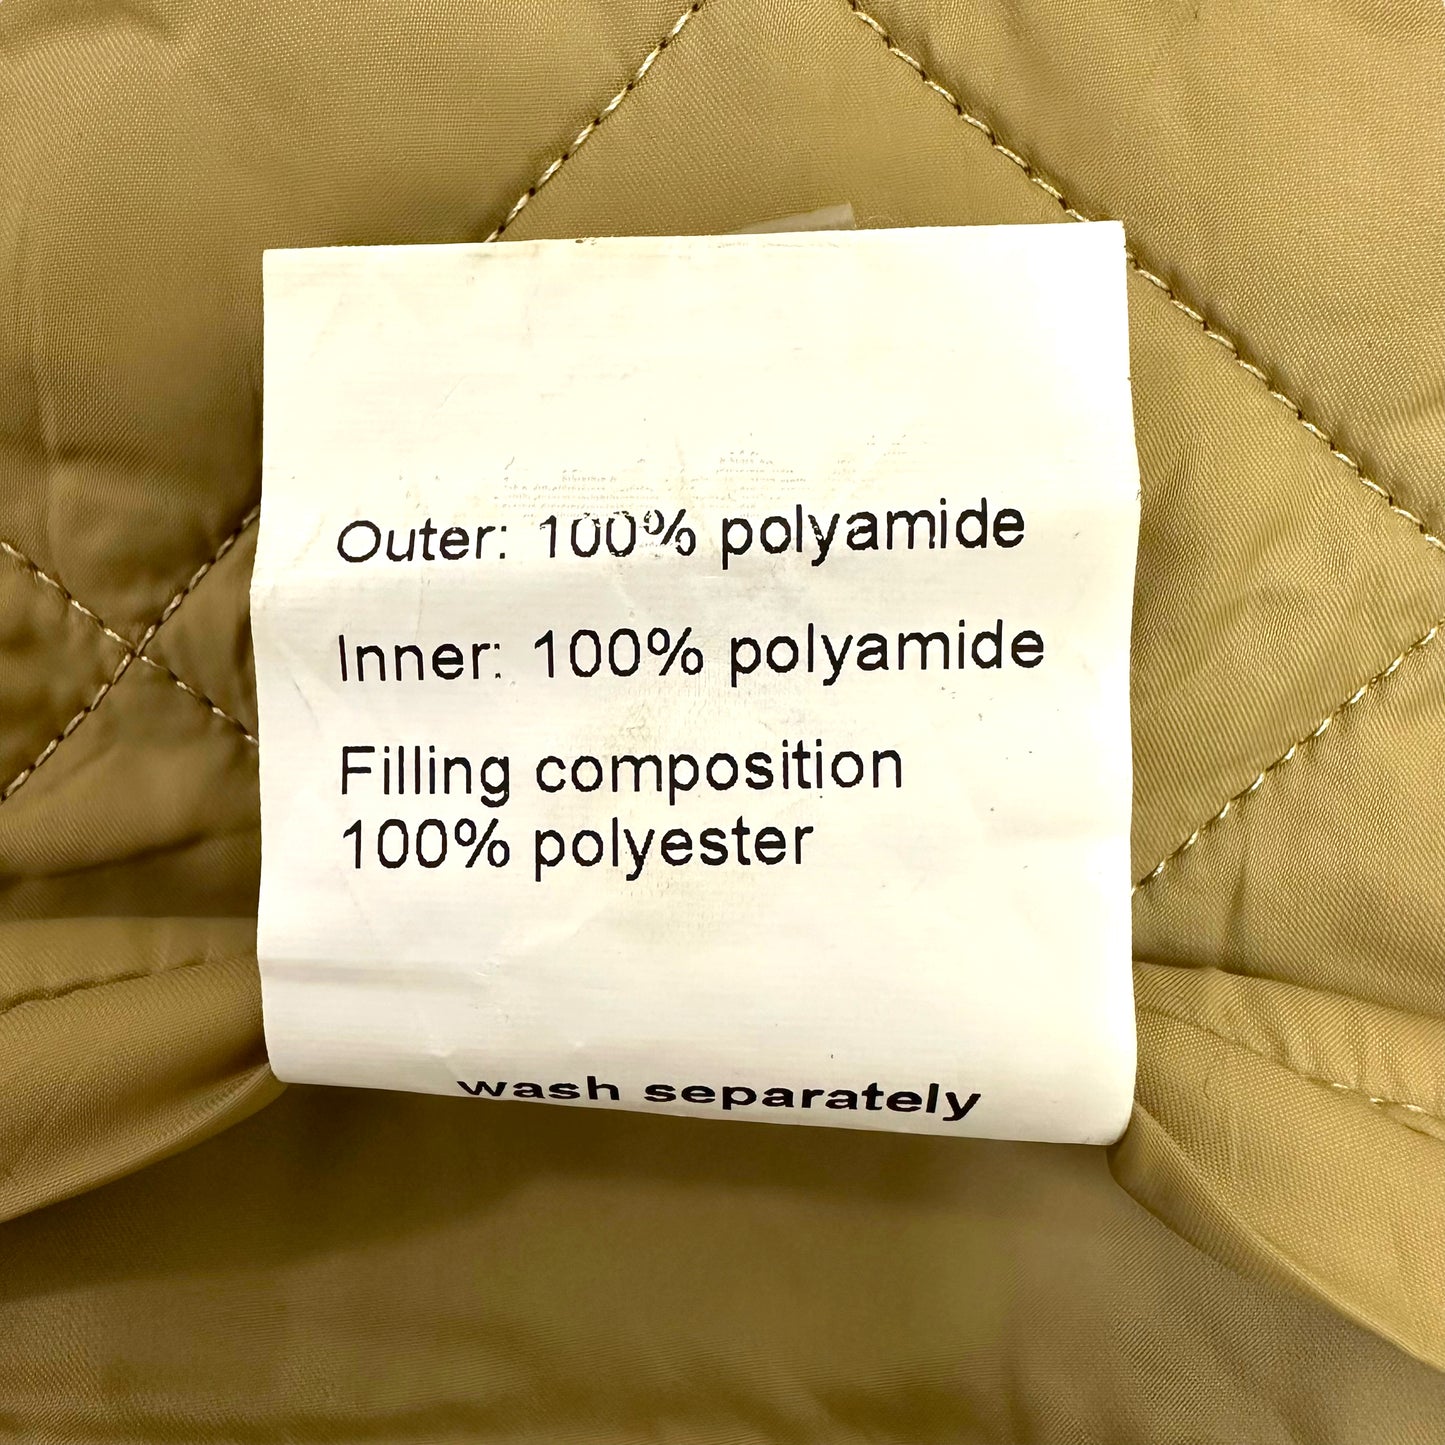 Outer: 100% polyamide
Inner: 100% polyamide
Filling composition
100% polyester
wash separately